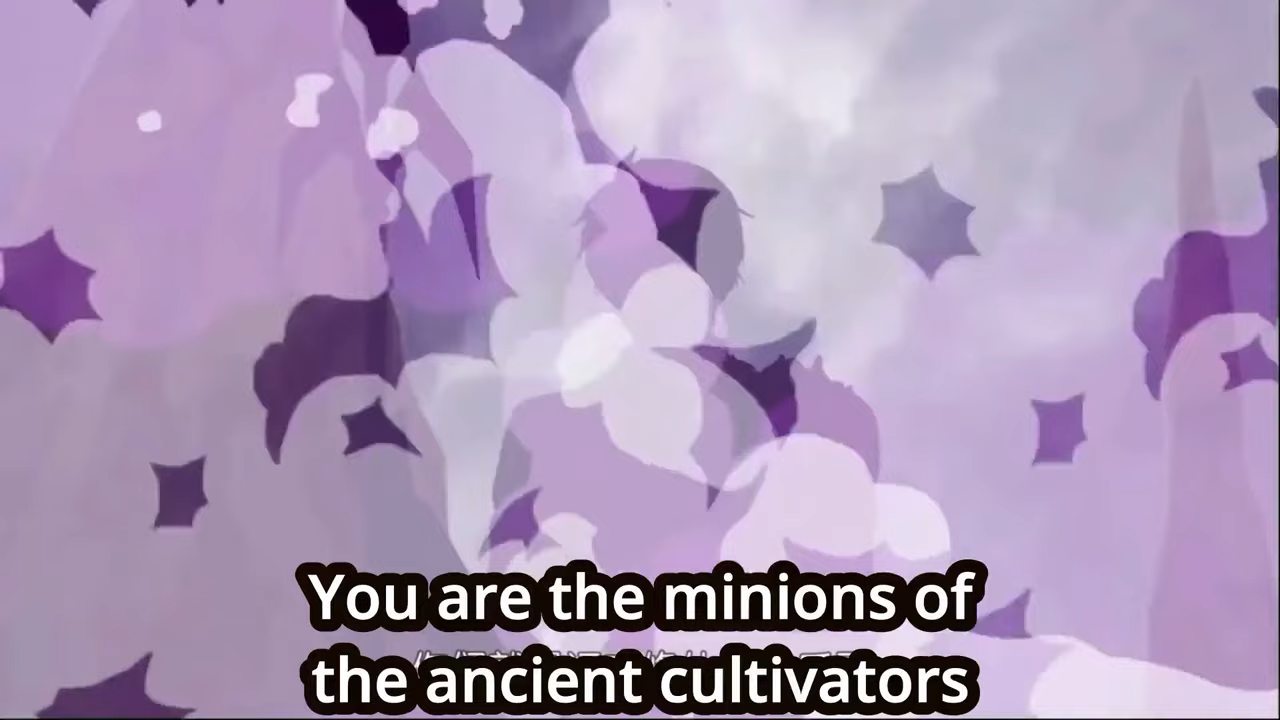 You are the minions of
the ancient cultivators